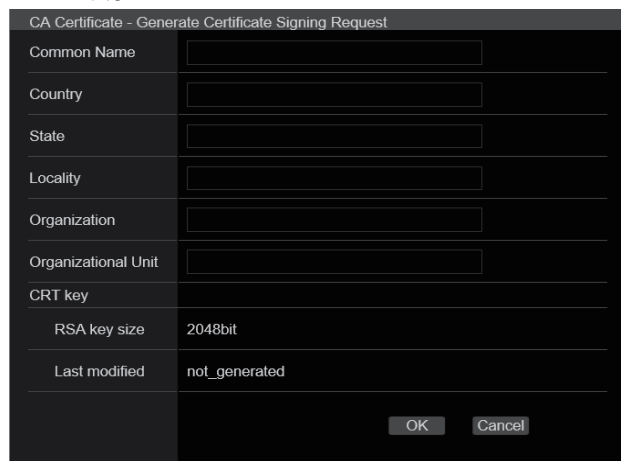 CA Certificate - Generate Certificate Signing Request
Common Name
Country
State
Locality
Organization
Organizational Unit
CRT key
RSA key size 2048bit
Last modified not_generated
OK Cancel